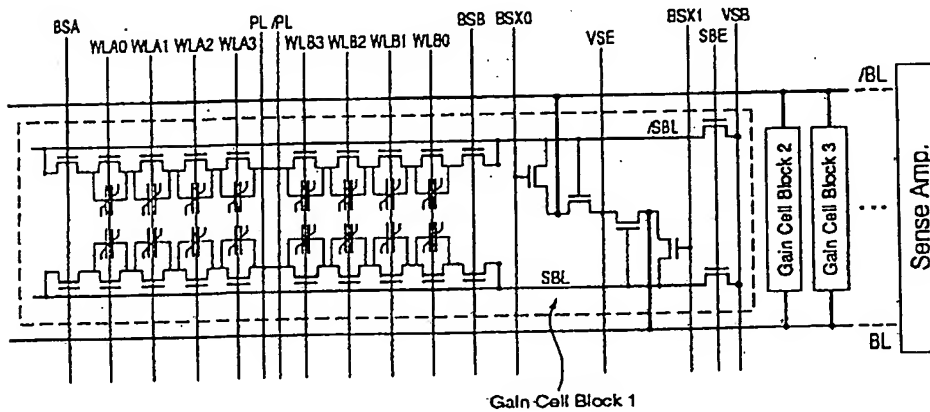 BSA
WLA0
WLA1
WLA2
WLA3
PL
/PL
WLB3
WLB2
WLB1
WLB0
BSB
BSX0
VSE
BSX1
SBE
VSB
/BL
/SBL
SBL
BL
Gain Cell Block 2
Gain Cell Block 3
...
Sense Amp.
Gain Cell Block 1